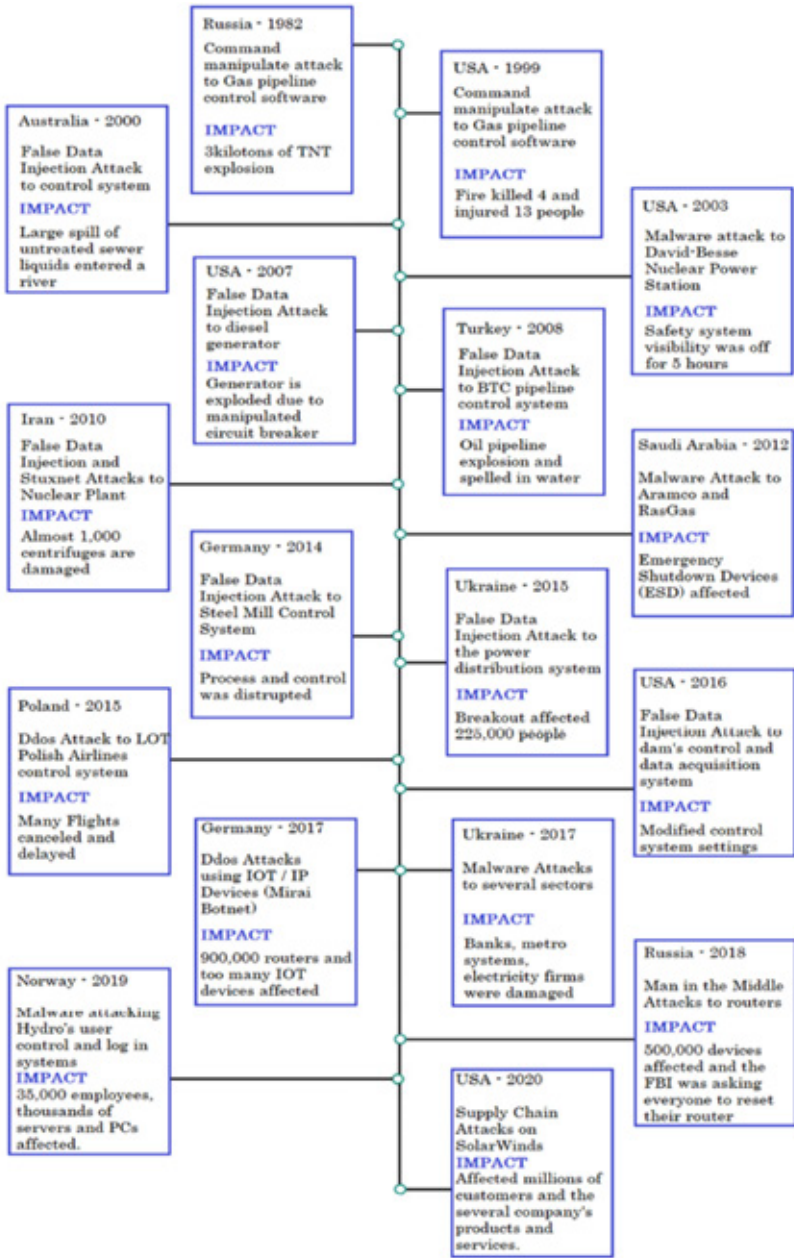 Russia - 1982
Command
manipulate attack
to Gas pipeline
control software
IMPACT
3kilotons of TNT
explosion
USA - 1999
Command
manipulate attack
to Gas pipeline
control software
IMPACT
Fire killed 4 and
injured 13 people
Australia - 2000
False Data
Injection Attack
to control system
IMPACT
Large spill of
untreated sewer
liquids entered a
river
USA - 2003
Malware attack to
David-Besse
Nuclear Power
Station
IMPACT
Safety system
visibility was off
for 5 hours
USA - 2007
False Data
Injection Attack
to diesel
generator
IMPACT
Generator is
exploded due to
manipulated
circuit breaker
Turkey - 2008
False Data
Injection Attack
to BTC pipeline
control system
IMPACT
Oil pipeline
explosion and
spelled in water
Iran - 2010
False Data
Injection and
Stuxnet Attacks to
Nuclear Plant
IMPACT
Almost 1,000
centrifuges are
damaged
Saudi Arabia - 2012
Malware Attack to
Aramco and
RasGas
IMPACT
Emergency
Shutdown Devices
(ESD) affected
Germany - 2014
False Data
Injection Attack to
Steel Mill Control
System
IMPACT
Process and control
was distrupted
Ukraine - 2015
False Data
Injection Attack to
the power
distribution system
IMPACT
Breakout affected
225,000 people
Poland - 2015
Ddos Attack to LOT
Polish Airlines
control system
IMPACT
Many Flights
canceled and
delayed
USA - 2016
False Data
Injection Attack to
dam's control and
data acquisition
system
IMPACT
Modified control
system settings
Germany - 2017
Ddos Attacks
using IOT / IP
Devices (Mirai
Botnet)
IMPACT
900,000 routers and
too many IOT
devices affected
Ukraine - 2017
Malware Attacks
to several sectors
IMPACT
Banks, metro
systems,
electricity firms
were damaged
Russia - 2018
Man in the Middle
Attacks to routers
IMPACT
500,000 devices
affected and the
FBI was asking
everyone to reset
their router
Norway - 2019
Malware attacking
Hydro's user
control and log in
systems
IMPACT
35,000 employees,
thousands of
servers and PCs
affected.
USA - 2020
Supply Chain
Attacks on
SolarWinds
IMPACT
Affected millions of
customers and the
several company's
products and
services.